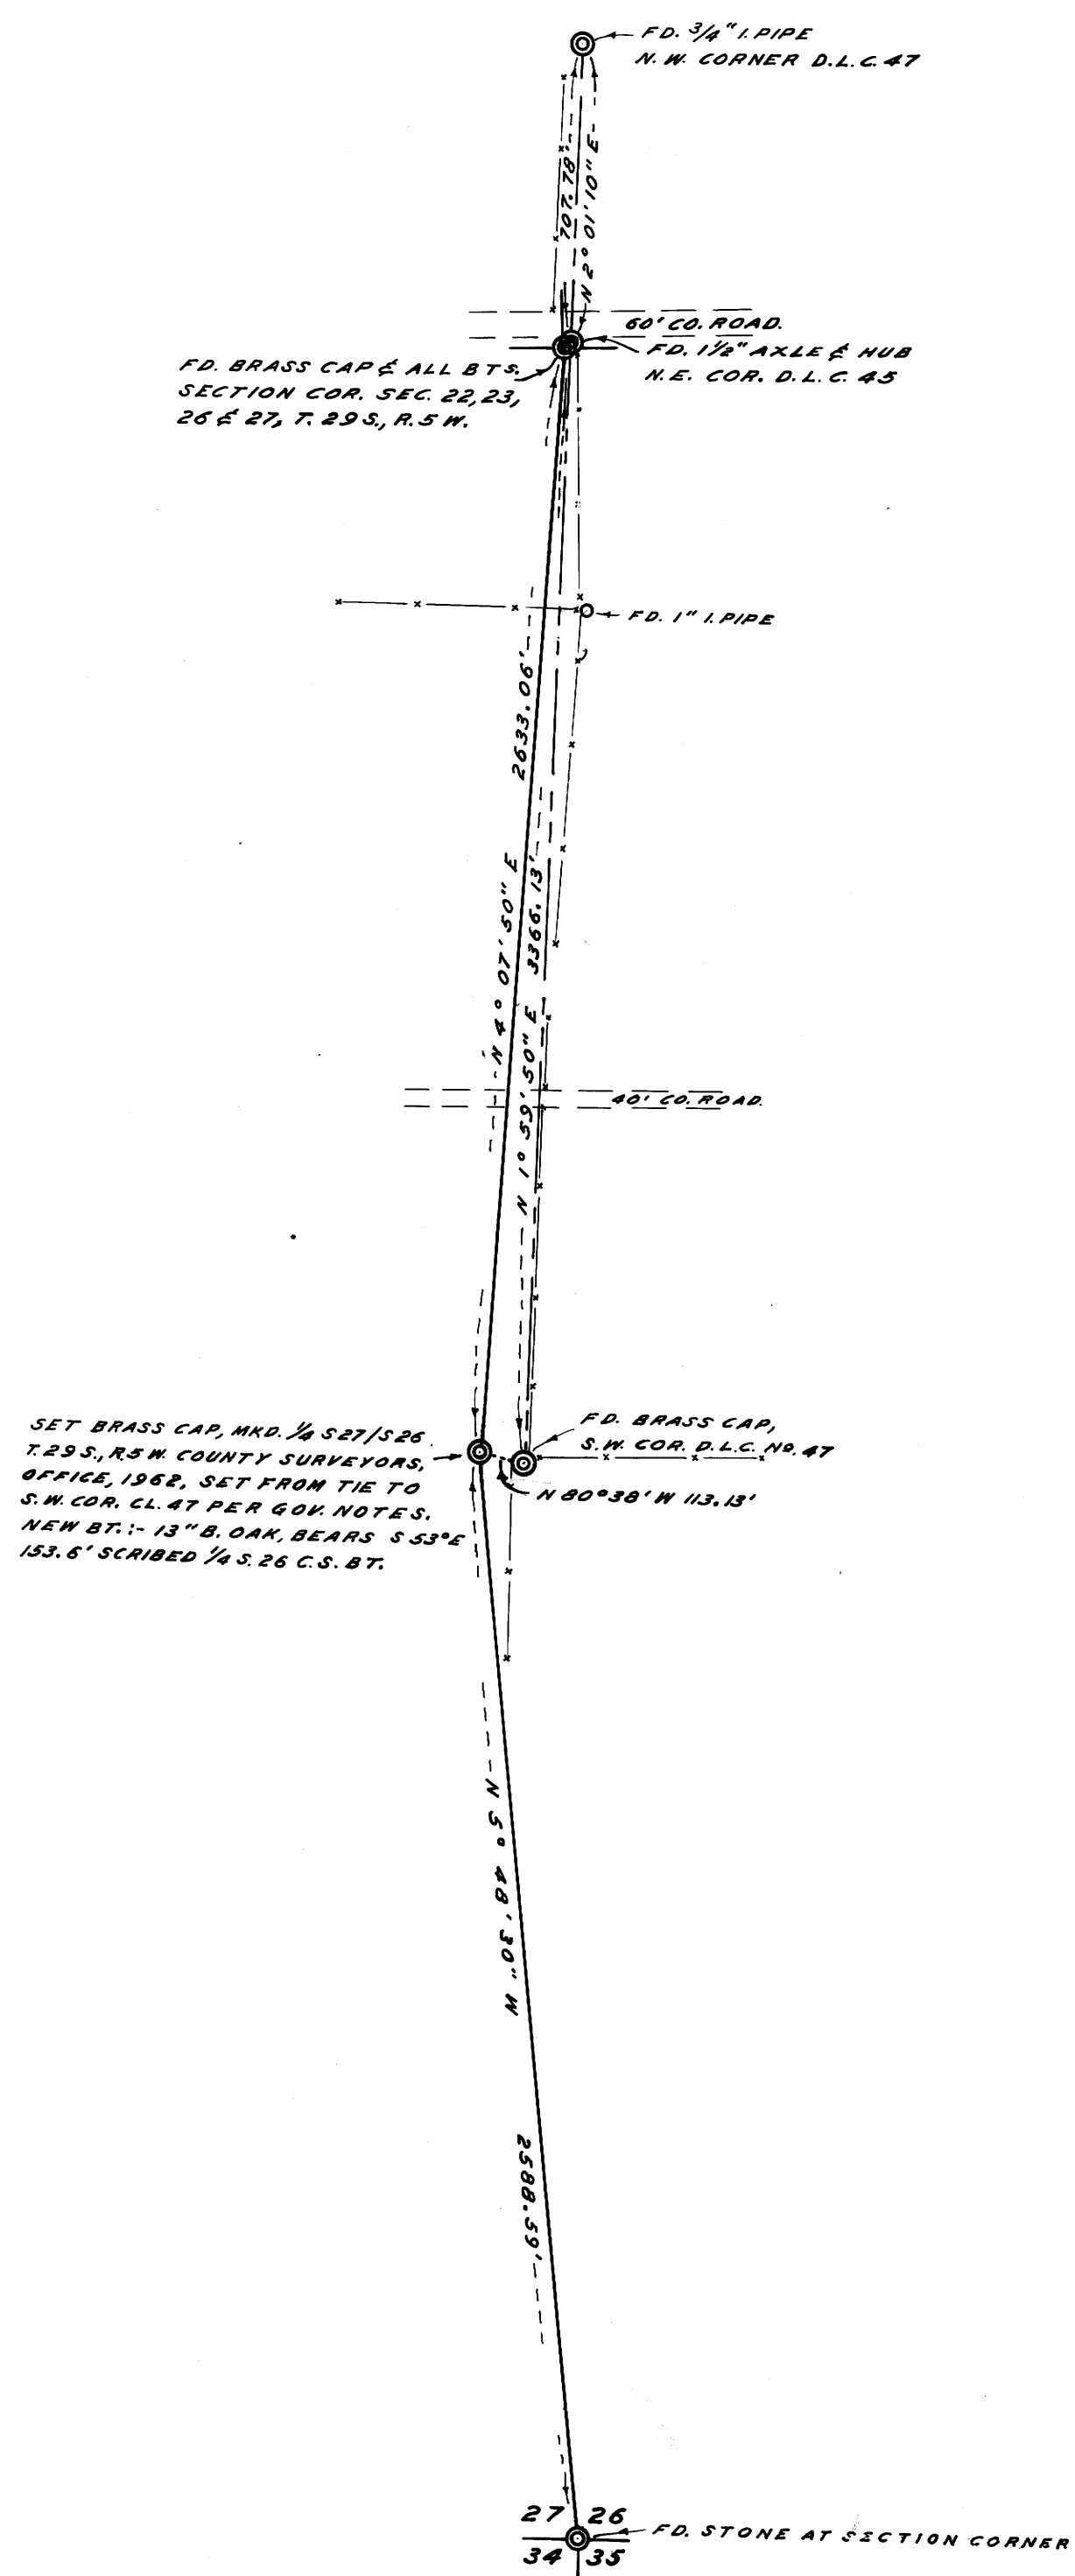 FD. 3/4" I. PIPE
N. W. CORNER D.L.C. 47
707.78'
N 2° 01' 10" E
60' CO. ROAD.
FD. 1 1/2" AXLE & HUB
N.E. COR. D.L.C. 45
FD. BRASS CAP & ALL BTS.
SECTION COR. SEC. 22, 23,
26 & 27, T. 29 S., R. 5 W.
FD. 1" I. PIPE
N 4° 07' 50" E 2633.06'
N 1° 59' 50" E 3366.13'
40' CO. ROAD.
SET BRASS CAP, MKD. 1/4 S27/S26
T. 29 S., R5 W. COUNTY SURVEYORS,
OFFICE, 1962, SET FROM TIE TO
S.W. COR. CL. 47 PER GOV. NOTES.
NEW BT. :- 13" B. OAK, BEARS S 53° E
153.6' SCRIBED 1/4 S. 26 C.S. BT.
FD. BRASS CAP,
S.W. COR. D.L.C. NO. 47
N 80° 38' W 113.13'
N 5° 48' 30" W
2588.59'
27 26
34 35
FD. STONE AT SECTION CORNER